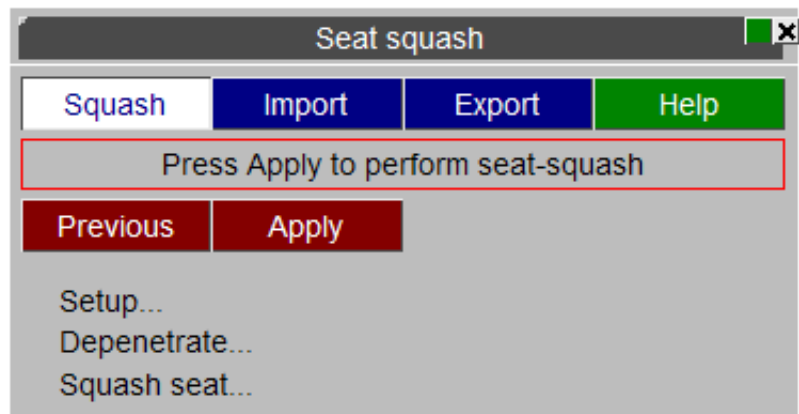 Seat squash
Squash Import Export Help
Press Apply to perform seat-squash
Previous Apply
Setup...
Depenetrate...
Squash seat...